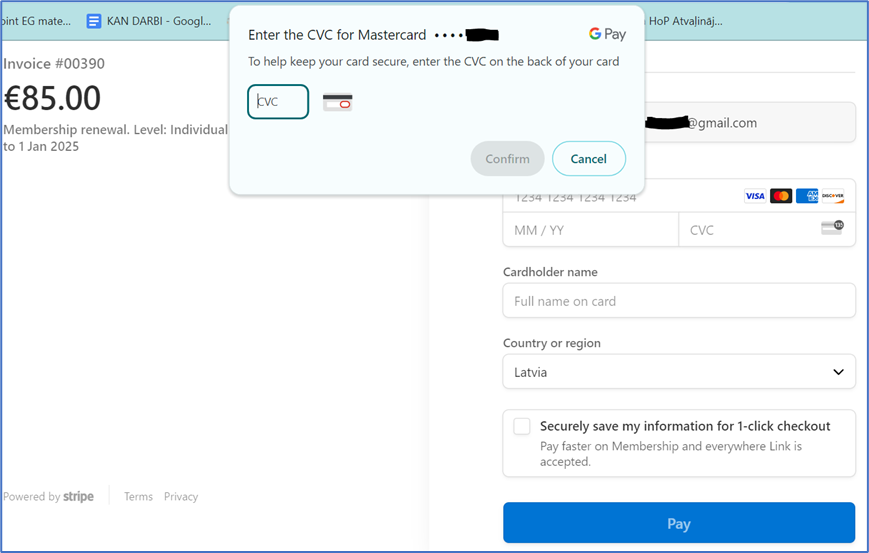 oint EG mate...
KAN DARBI - Googl...
HoP Atvaļināj...
Enter the CVC for Mastercard ••••
G Pay
To help keep your card secure, enter the CVC on the back of your card
CVC
Confirm
Cancel
Invoice #00390
€85.00
Membership renewal. Level: Individual
to 1 Jan 2025
@gmail.com
1234 1234 1234 1234
VISA
AM EX
DISCOVER
MM / YY
CVC
135
Cardholder name
Full name on card
Country or region
Latvia
Securely save my information for 1-click checkout
Pay faster on Membership and everywhere Link is
accepted.
Powered by stripe
Terms
Privacy
Pay